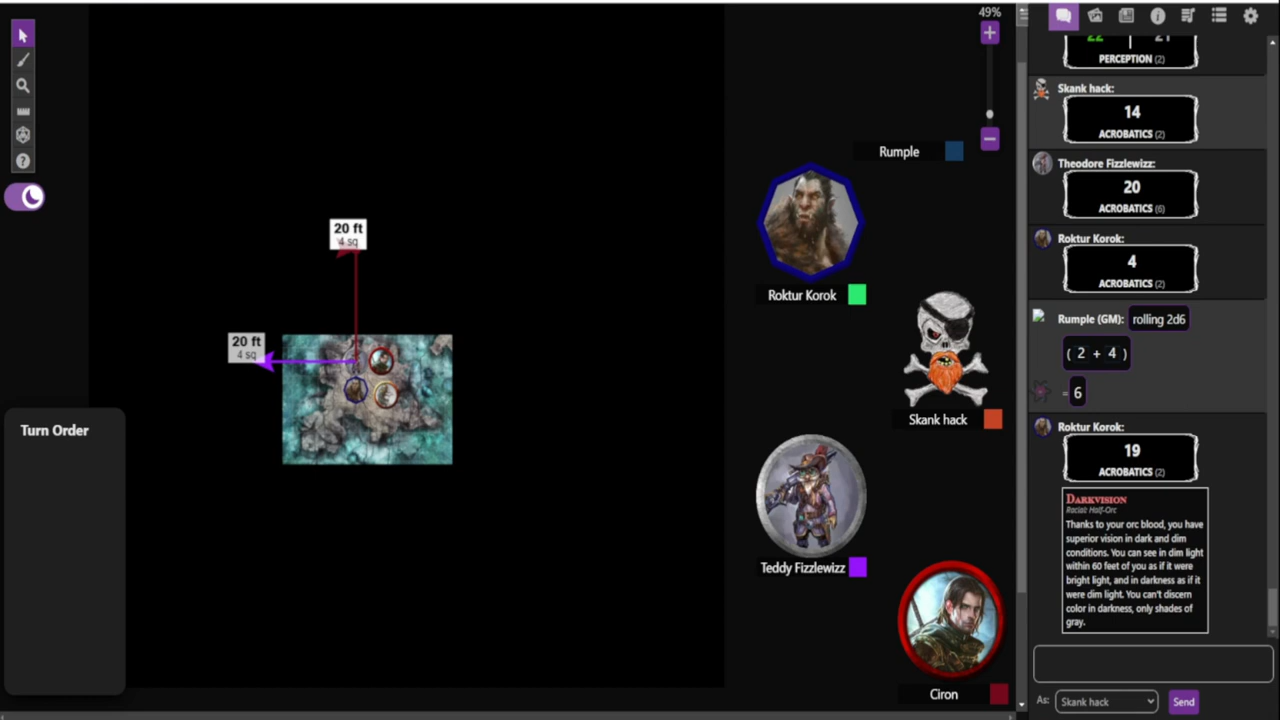 49%
22 | 21
PERCEPTION (2)
Skank hack:
14
ACROBATICS (2)
Theodore Fizzlewizz:
20
ACROBATICS (6)
Roktur Korok:
4
ACROBATICS (2)
Rumple (GM): rolling 2d6
( 2 + 4 )
= 6
Roktur Korok:
19
ACROBATICS (2)
DARKVISION
Racial: Half-Orc
Thanks to your orc blood, you have
superior vision in dark and dim
conditions. You can see in dim light
within 60 feet of you as if it were
bright light, and in darkness as if it
were dim light. You can't discern
color in darkness, only shades of
gray.
As: Skank hack Send
Rumple
Roktur Korok
Skank hack
Teddy Fizzlewizz
Ciron
20 ft
4 sq
20 ft
4 sq
Turn Order